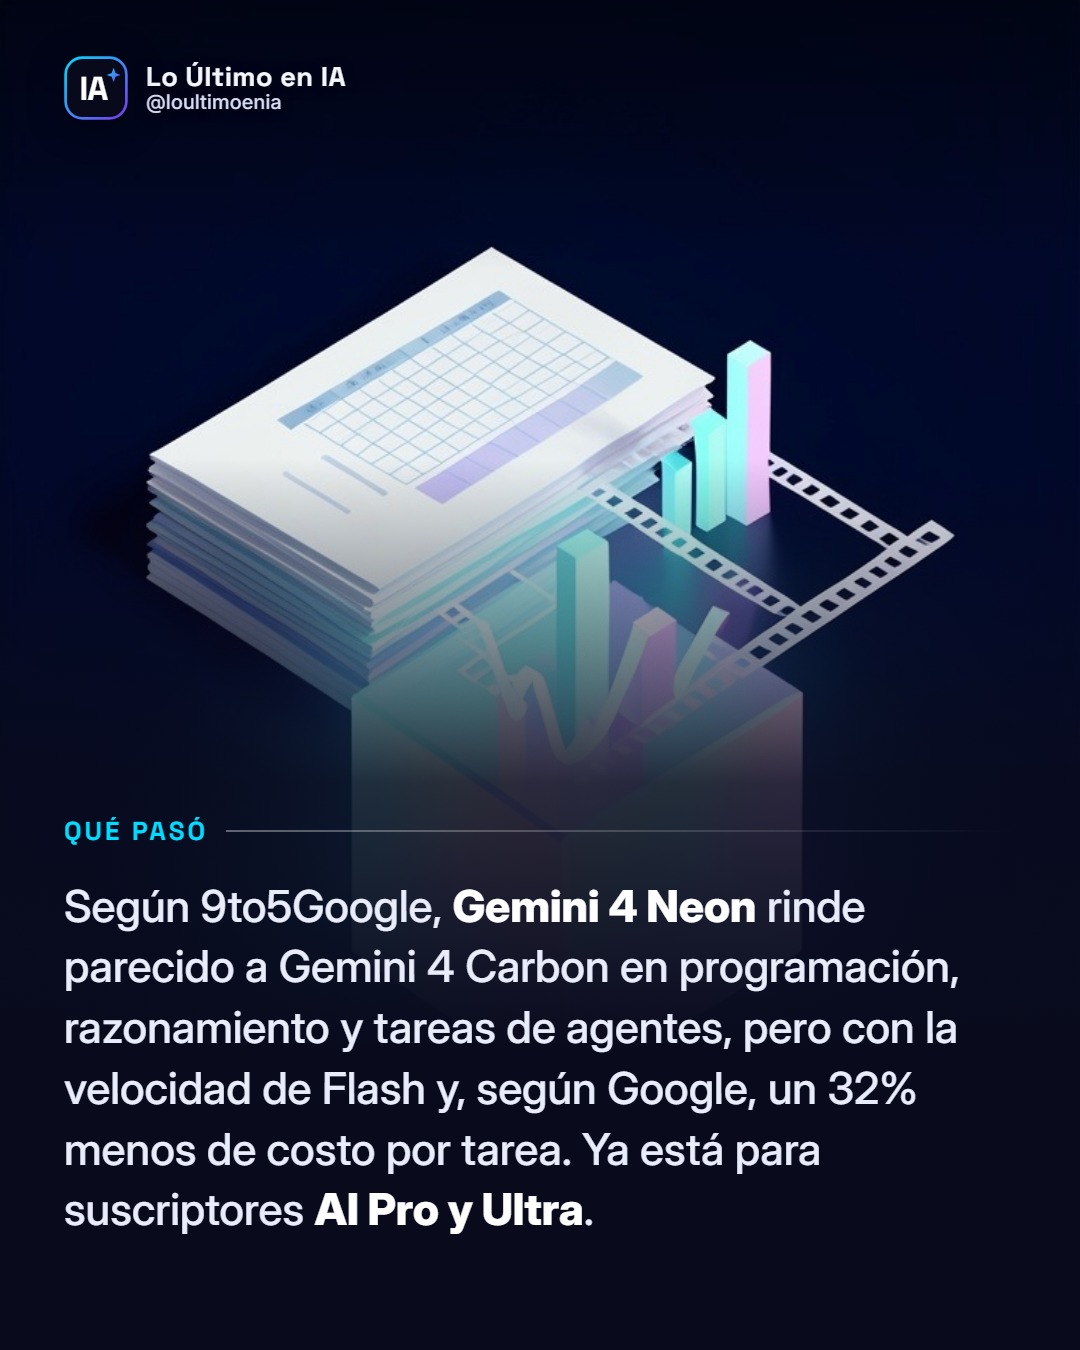 IA
Lo Último en IA
@loultimoenia
QUÉ PASÓ
Según 9to5Google, Gemini 4 Neon rinde
parecido a Gemini 4 Carbon en programación,
razonamiento y tareas de agentes, pero con la
velocidad de Flash y, según Google, un 32%
menos de costo por tarea. Ya está para
suscriptores AI Pro y Ultra.